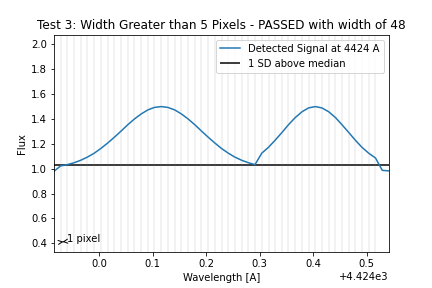 Test 3: Width Greater than 5 Pixels - PASSED with width of 48
Detected Signal at 4424 A
1 SD above median
Flux
2.0
1.8
1.6
1.4
1.2
1.0
0.8
0.6
0.4
1 pixel
0.0 0.1 0.2 0.3 0.4 0.5
Wavelength [A]
+4.424e3